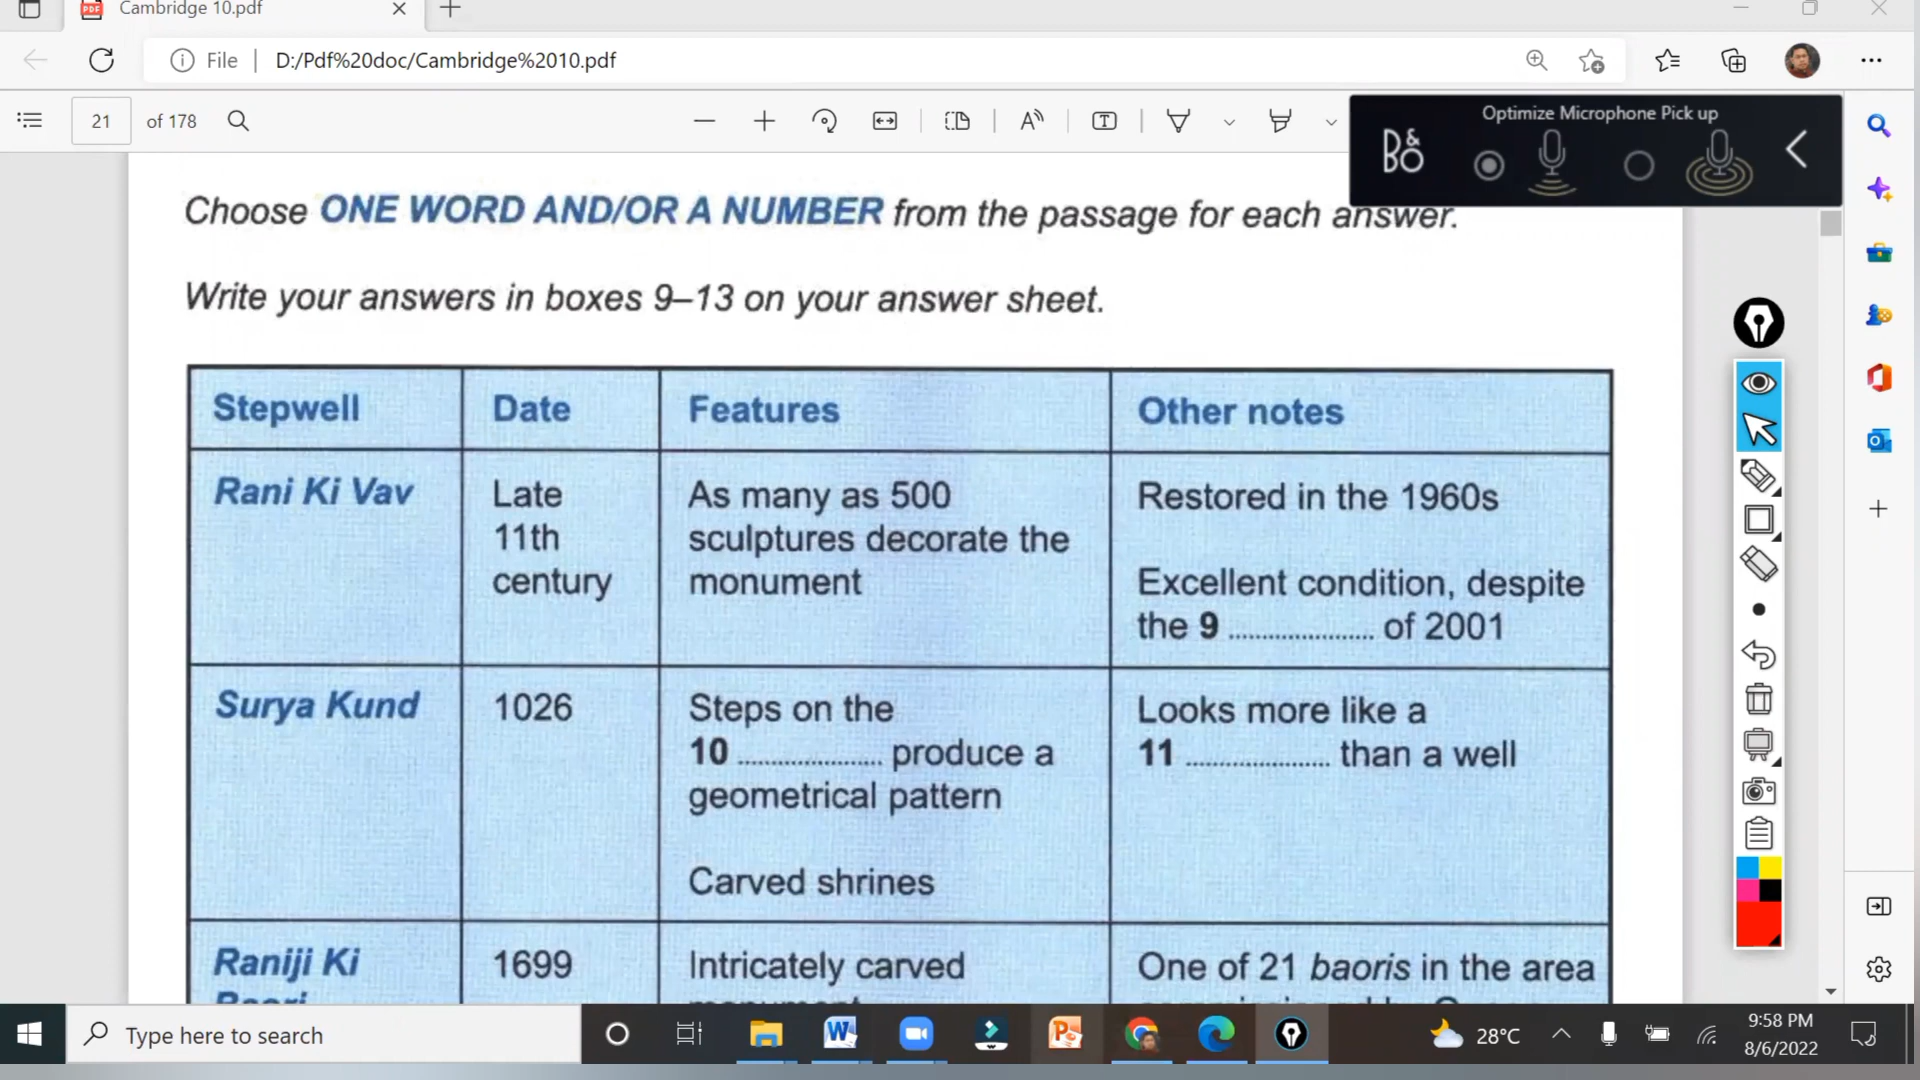 Cambridge 10.pdf
File
D:/Pdf%20doc/Cambridge%2010.pdf
21 of 178
Optimize Microphone Pick up
B&O
Choose ONE WORD AND/OR A NUMBER from the passage for each answer.
Write your answers in boxes 9–13 on your answer sheet.
Stepwell
Date
Features
Other notes
Rani Ki Vav
Late
11th
century
As many as 500
sculptures decorate the
monument
Restored in the 1960s
Excellent condition, despite
the 9 ..................... of 2001
Surya Kund
1026
Steps on the
10 ..................... produce a
geometrical pattern
Carved shrines
Looks more like a
11 ..................... than a well
Raniji Ki
1699
Intricately carved
One of 21 baoris in the area
Type here to search
28°C
9:58 PM
8/6/2022